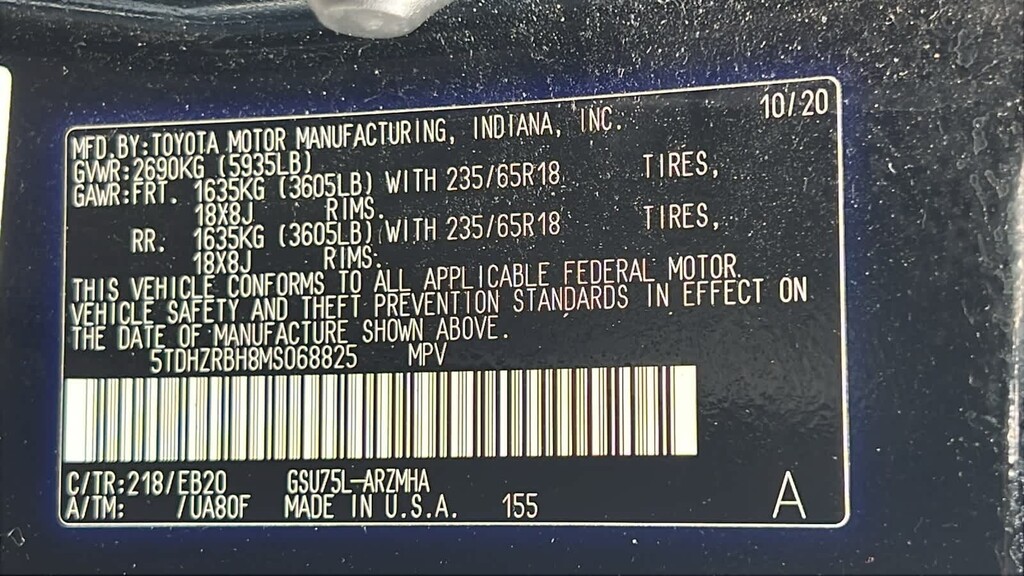 10/20
MFD.BY:TOYOTA MOTOR MANUFACTURING, INDIANA, INC.
GVWR:2690KG (5935LB)
GAWR:FRT. 1635KG (3605LB) WITH 235/65R18 TIRES,
18X8J RIMS.
RR. 1635KG (3605LB) WITH 235/65R18 TIRES,
18X8J RIMS.
THIS VEHICLE CONFORMS TO ALL APPLICABLE FEDERAL MOTOR
VEHICLE SAFETY AND THEFT PREVENTION STANDARDS IN EFFECT ON
THE DATE OF MANUFACTURE SHOWN ABOVE.
5TDHZRBH8MS068825 MPV
C/TR:218/EB20 GSU75L-ARZMHA
A/TM: /UA80F MADE IN U.S.A. 155 A